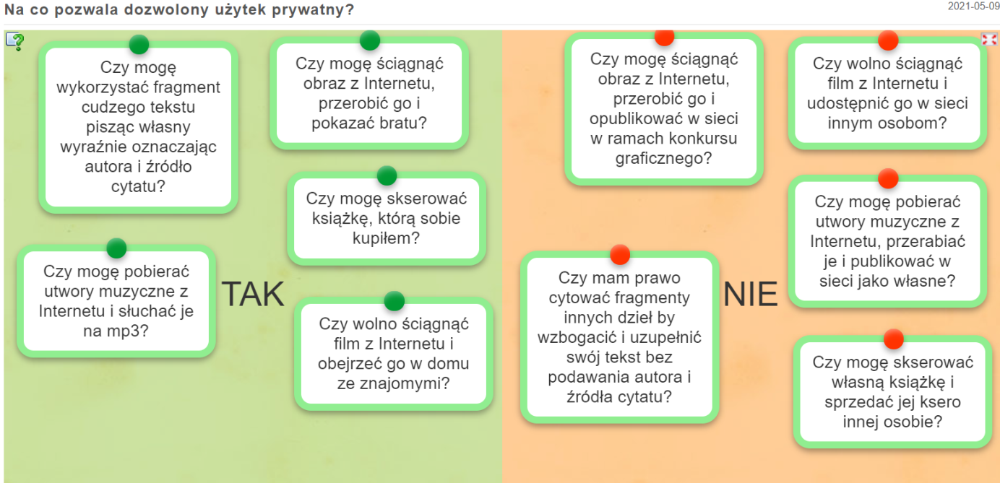 Na co pozwala dozwolony użytek prywatny?
2021-05-09
Czy mogę
wykorzystać fragment
cudzego tekstu
pisząc własny
wyraźnie oznaczając
autora i źródło
cytatu?
Czy mogę ściągnąć
obraz z Internetu,
przerobić go i
pokazać bratu?
Czy mogę skserować
książkę, którą sobie
kupiłem?
Czy mogę pobierać
utwory muzyczne z
Internetu i słuchać je
na mp3?
TAK
Czy wolno ściągnąć
film z Internetu i
obejrzeć go w domu
ze znajomymi?
Czy mogę ściągnąć
obraz z Internetu,
przerobić go i
opublikować w sieci
w ramach konkursu
graficznego?
Czy wolno ściągnąć
film z Internetu i
udostępnić go w sieci
innym osobom?
Czy mogę pobierać
utwory muzyczne z
Internetu, przerabiać
je i publikować w
sieci jako własne?
Czy mam prawo
cytować fragmenty
innych dzieł by
wzbogacić i uzupełnić
swój tekst bez
podawania autora i
źródła cytatu?
NIE
Czy mogę skserować
własną książkę i
sprzedać jej ksero
innej osobie?